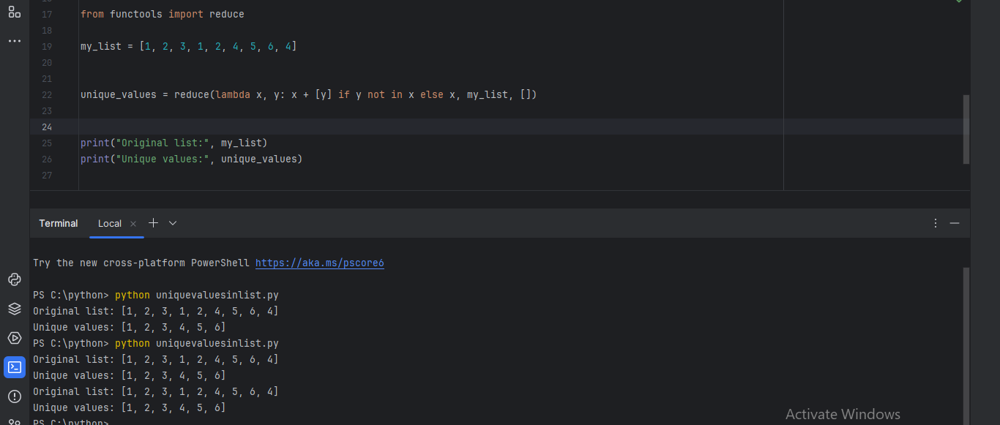 17 from functools import reduce
18
19 my_list = [1, 2, 3, 1, 2, 4, 5, 6, 4]
20
21
22 unique_values = reduce(lambda x, y: x + [y] if y not in x else x, my_list, [])
23
24
25 print("Original list:", my_list)
26 print("Unique values:", unique_values)
27
Terminal Local
Try the new cross-platform PowerShell https://aka.ms/pscore6
PS C:\python> python uniquevaluesinlist.py
Original list: [1, 2, 3, 1, 2, 4, 5, 6, 4]
Unique values: [1, 2, 3, 4, 5, 6]
PS C:\python> python uniquevaluesinlist.py
Original list: [1, 2, 3, 1, 2, 4, 5, 6, 4]
Unique values: [1, 2, 3, 4, 5, 6]
Original list: [1, 2, 3, 1, 2, 4, 5, 6, 4]
Unique values: [1, 2, 3, 4, 5, 6]
PS C:\python>
Activate Windows